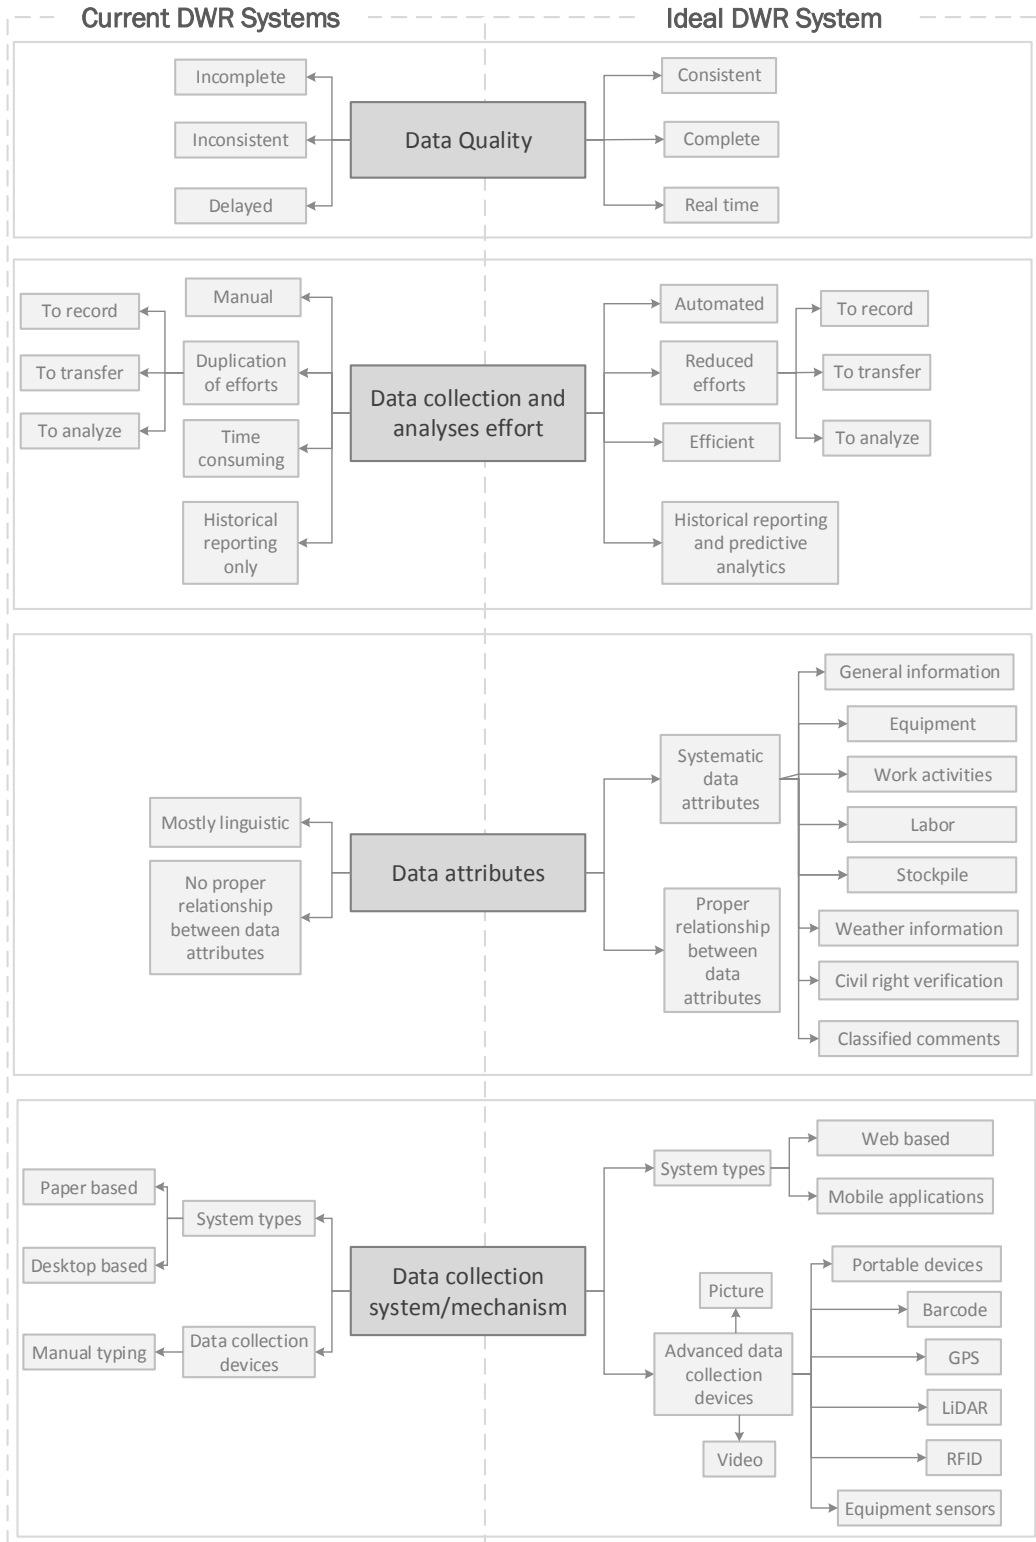 Current DWR Systems
Ideal DWR System
Incomplete
Inconsistent
Delayed
Data Quality
Consistent
Complete
Real time
To record
To transfer
To analyze
Manual
Duplication
of efforts
Time
consuming
Historical
reporting
only
Data collection and
analyses effort
Automated
Reduced
efforts
Efficient
Historical reporting
and predictive
analytics
To record
To transfer
To analyze
Mostly linguistic
No proper
relationship
between data
attributes
Data attributes
Systematic
data
attributes
Proper
relationship
between
data
attributes
General information
Equipment
Work activities
Labor
Stockpile
Weather information
Civil right verification
Classified comments
Paper based
Desktop based
Manual typing
System types
Data collection
devices
Data collection
system/mechanism
System types
Web based
Mobile applications
Picture
Advanced data
collection
devices
Video
Portable devices
Barcode
GPS
LiDAR
RFID
Equipment sensors